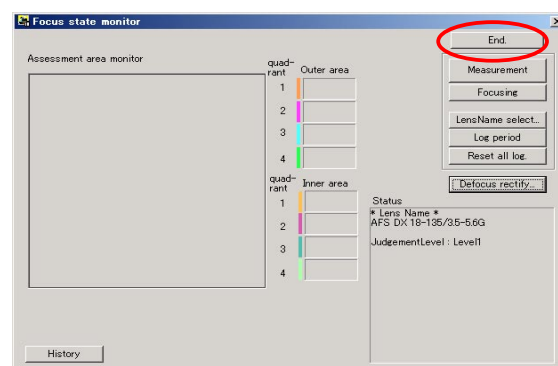 Focus state monitor
End.
Assessment area monitor
quad-
rant
Outer area
1
2
3
4
Measurement
Focusing
LensName select...
Log period
Reset all log.
Defocus rectify...
quad-
rant
Inner area
1
2
3
4
Status
* Lens Name *
AFS DX 18-135/3.5-5.6G
JudgementLevel : Level1
History